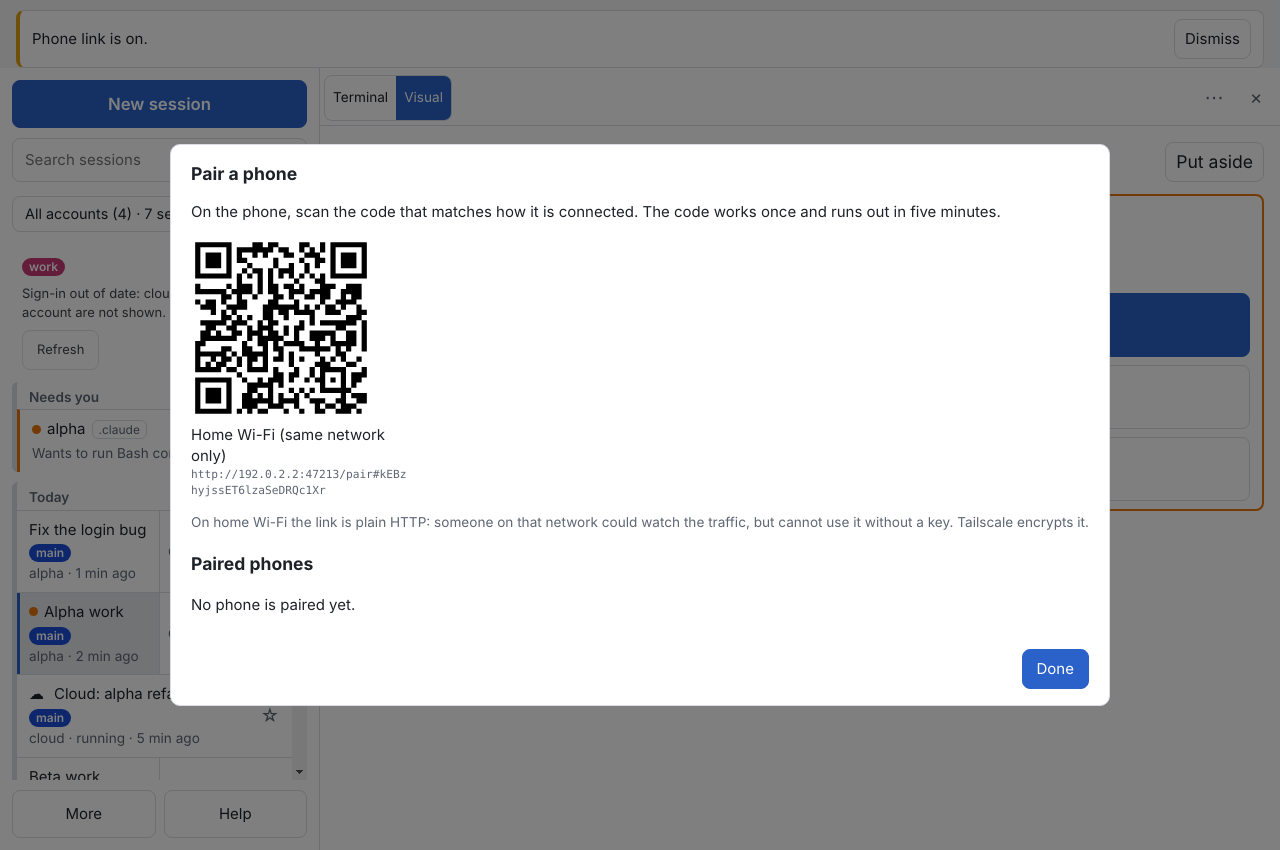 Phone link is on.
Dismiss
New session
Terminal
Visual
Search sessions
Put aside
All accounts (4) · 7 se
work
Sign-in out of date: clou
account are not shown.
Refresh
Needs you
alpha
.claude
Wants to run Bash co
Today
Fix the login bug
main
alpha · 1 min ago
Alpha work
main
alpha · 2 min ago
Cloud: alpha refa
main
cloud · running · 5 min ago
Beta work
More
Help
Pair a phone
On the phone, scan the code that matches how it is connected. The code works once and runs out in five minutes.
Home Wi-Fi (same network
only)
http://192.0.2.2:47213/pair#kEBz
hyjssET6lzaSeDRQc1Xr
On home Wi-Fi the link is plain HTTP: someone on that network could watch the traffic, but cannot use it without a key. Tailscale encrypts it.
Paired phones
No phone is paired yet.
Done